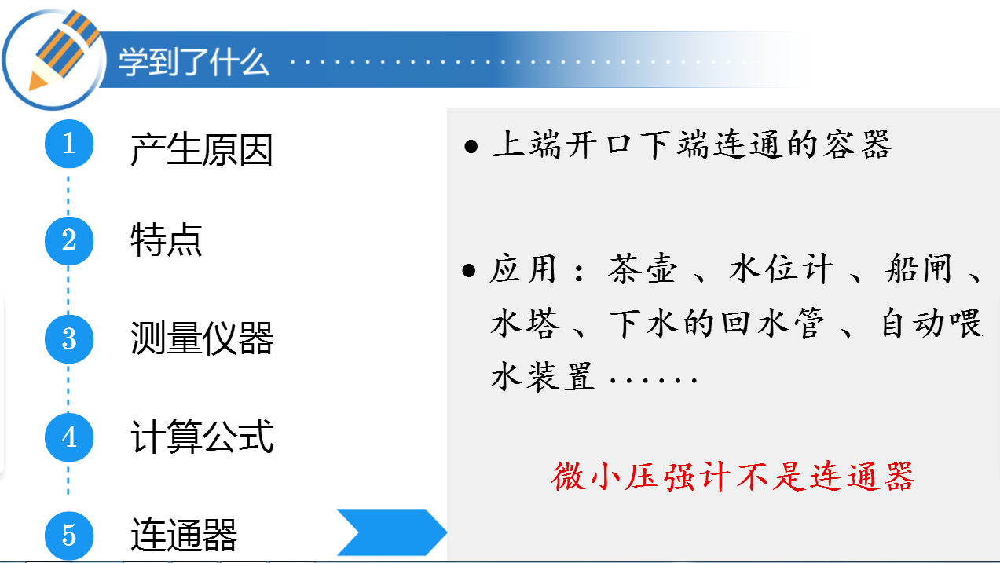 学到了什么
1 产生原因
2 特点
3 测量仪器
4 计算公式
5 连通器
• 上端开口下端连通的容器
• 应用：茶壶、水位计、船闸、
水塔、下水的回水管、自动喂
水装置······
微小压强计不是连通器